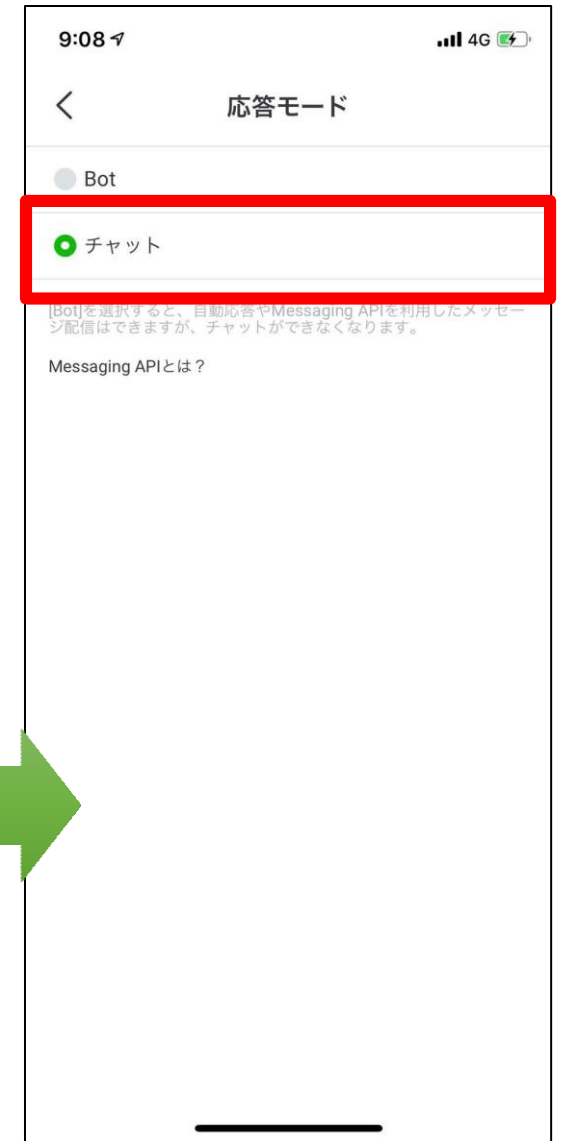 9:08
4G
応答モード
Bot
チャット
[Bot]を選択すると、自動応答やMessaging APIを利用したメッセー
ジ配信はできますが、チャットができなくなります。
Messaging APIとは？